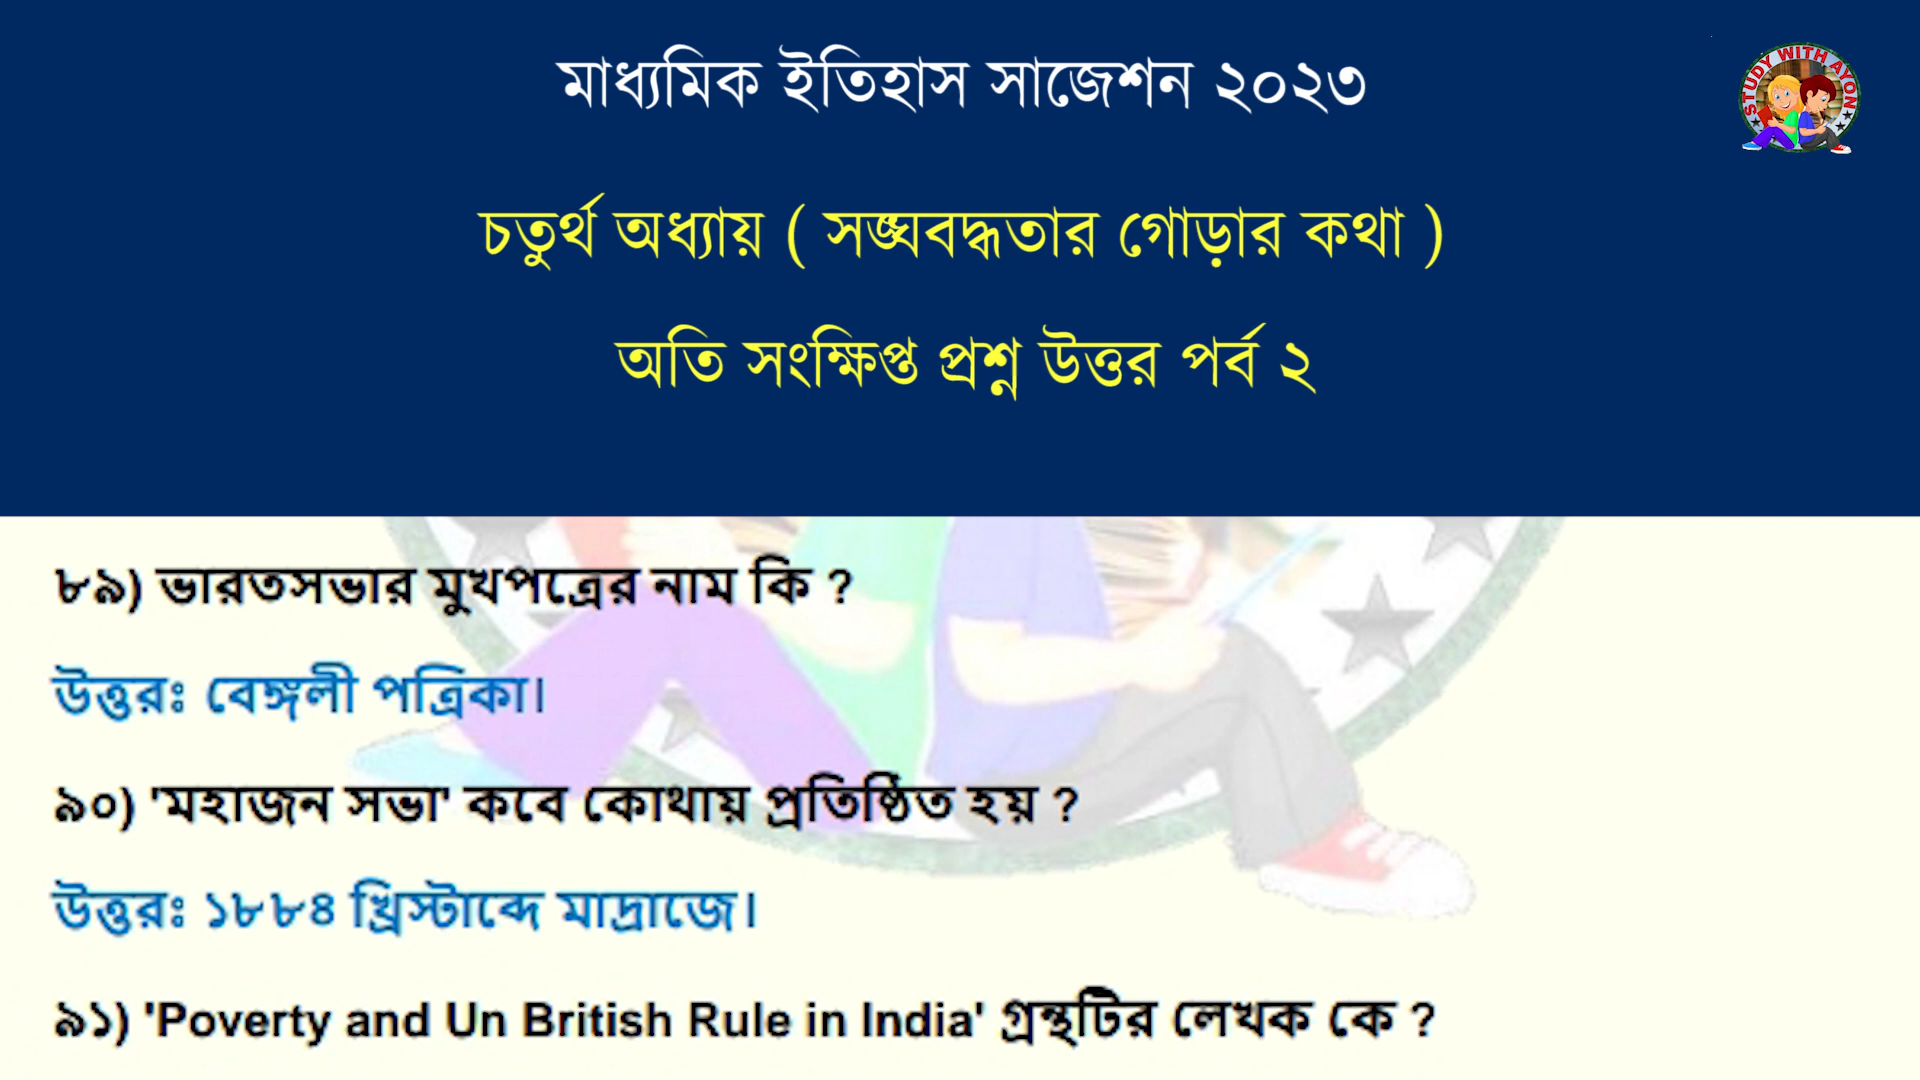 মাধ্যমিক ইতিহাস সাজেশন ২০২৩
STUDY WITH AYON
চতুর্থ অধ্যায় ( সঙ্ঘবদ্ধতার গোড়ার কথা )
অতি সংক্ষিপ্ত প্রশ্ন উত্তর পর্ব ২
৮৯) ভারতসভার মুখপত্রের নাম কি ?
উত্তরঃ বেঙ্গলী পত্রিকা।
৯০) 'মহাজন সভা' কবে কোথায় প্রতিষ্ঠিত হয় ?
উত্তরঃ ১৮৮৪ খ্রিস্টাব্দে মাদ্রাজে।
৯১) 'Poverty and Un British Rule in India' গ্রন্থটির লেখক কে ?